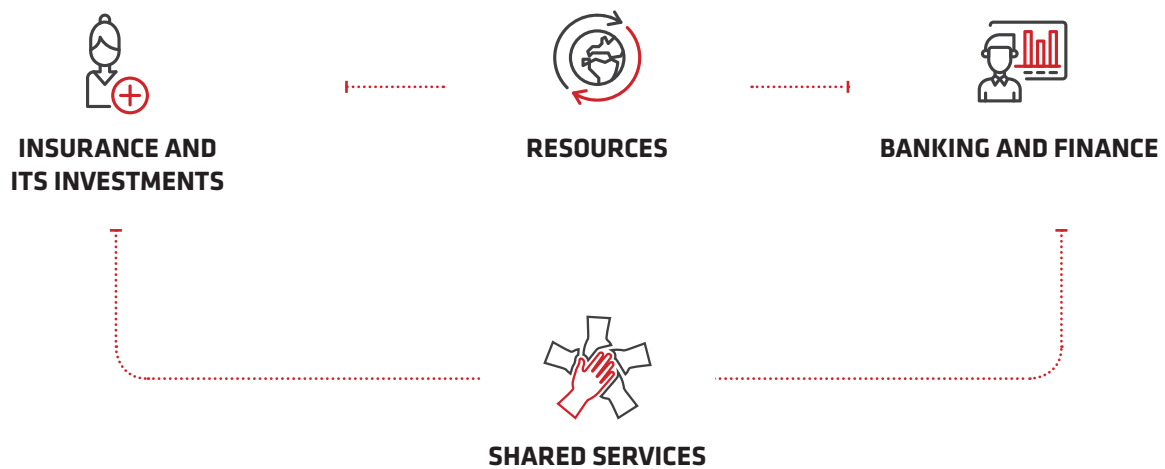 INSURANCE AND
ITS INVESTMENTS
RESOURCES
BANKING AND FINANCE
SHARED SERVICES